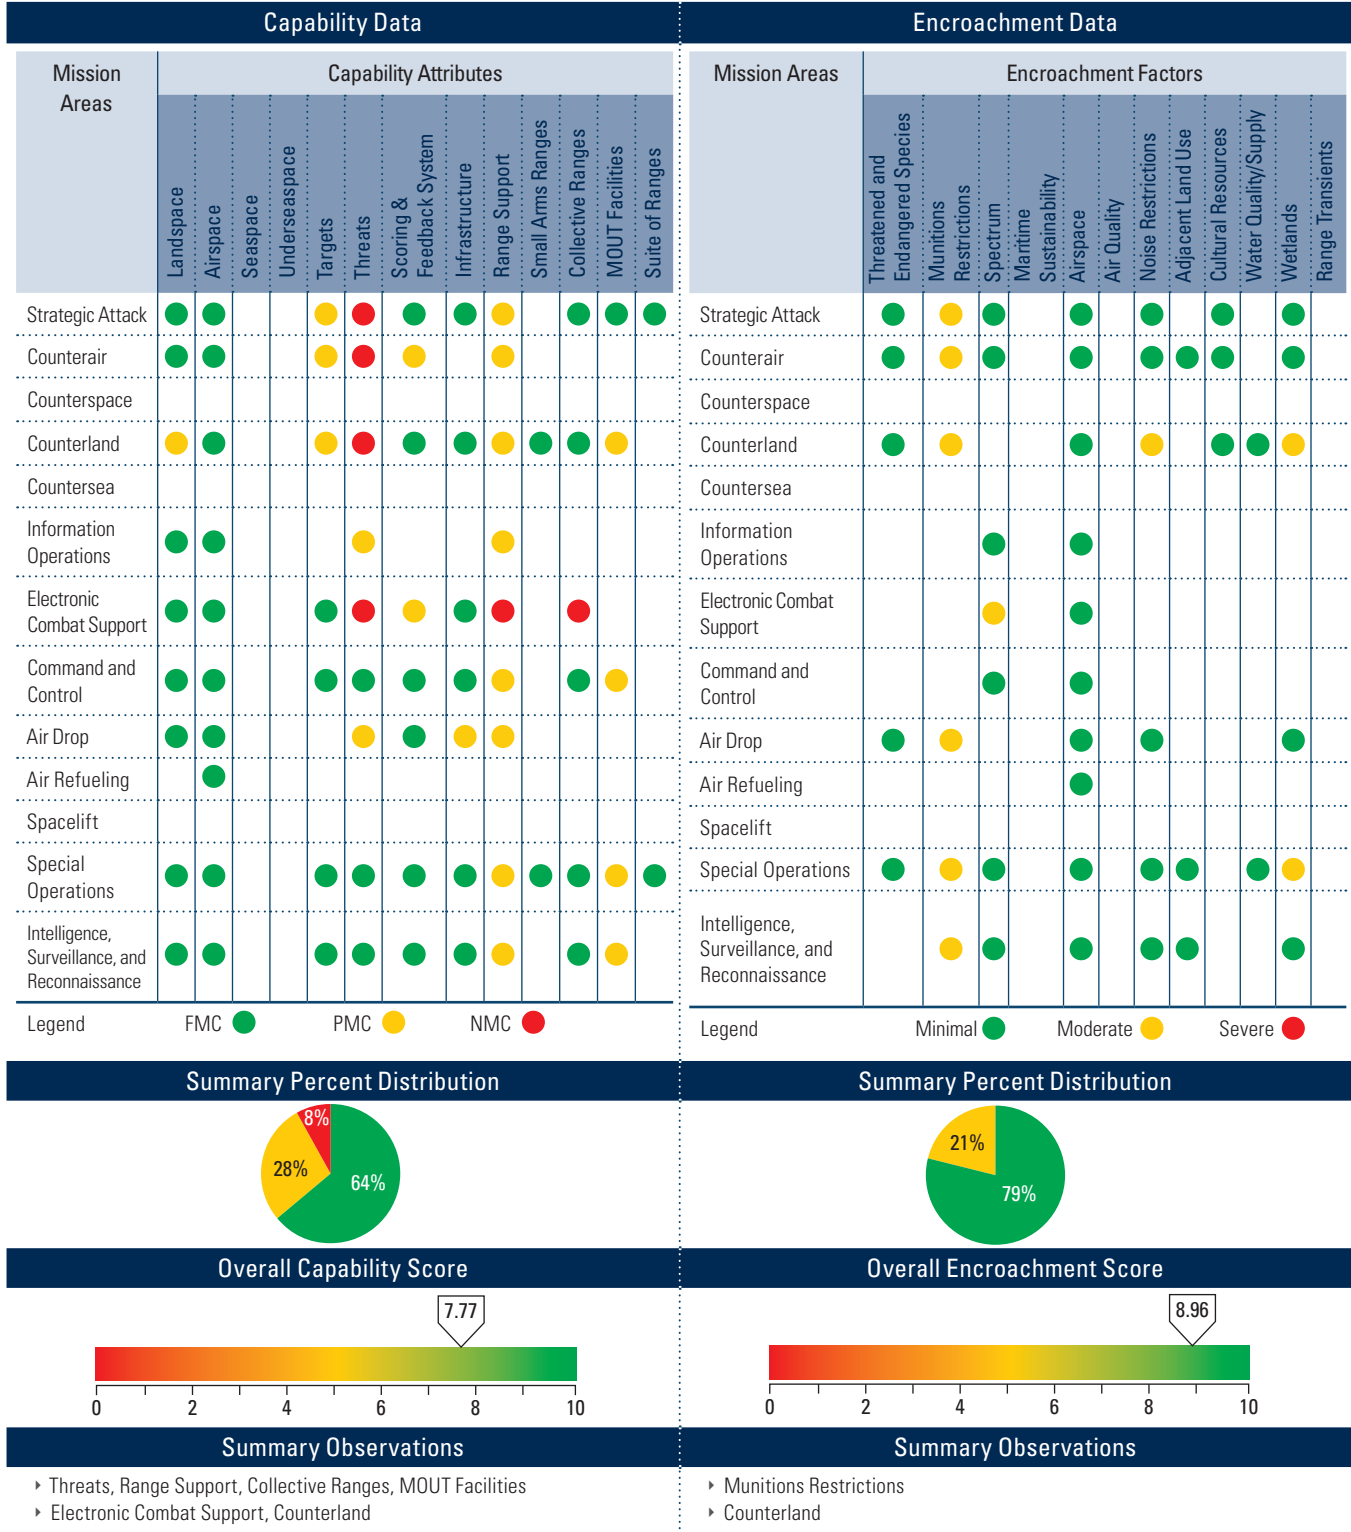 Capability Data
Mission
Areas
Capability Attributes
Landspace
Airspace
Seaspace
Underseaspace
Targets
Threats
Scoring &
Feedback System
Infrastructure
Range Support
Small Arms Ranges
Collective Ranges
MOUT Facilities
Suite of Ranges
Strategic Attack
Counterair
Counterspace
Counterland
Countersea
Information
Operations
Electronic
Combat Support
Command and
Control
Air Drop
Air Refueling
Spacelift
Special
Operations
Intelligence,
Surveillance, and
Reconnaissance
Legend
FMC
PMC
NMC
Summary Percent Distribution
8%
28%
64%
Overall Capability Score
7.77
0 2 4 6 8 10
Summary Observations
‣ Threats, Range Support, Collective Ranges, MOUT Facilities
‣ Electronic Combat Support, Counterland
Encroachment Data
Mission Areas
Encroachment Factors
Threatened and
Endangered Species
Munitions
Restrictions
Spectrum
Maritime
Sustainability
Airspace
Air Quality
Noise Restrictions
Adjacent Land Use
Cultural Resources
Water Quality/Supply
Wetlands
Range Transients
Strategic Attack
Counterair
Counterspace
Counterland
Countersea
Information
Operations
Electronic Combat
Support
Command and
Control
Air Drop
Air Refueling
Spacelift
Special Operations
Intelligence,
Surveillance, and
Reconnaissance
Legend
Minimal
Moderate
Severe
Summary Percent Distribution
21%
79%
Overall Encroachment Score
8.96
0 2 4 6 8 10
Summary Observations
‣ Munitions Restrictions
‣ Counterland